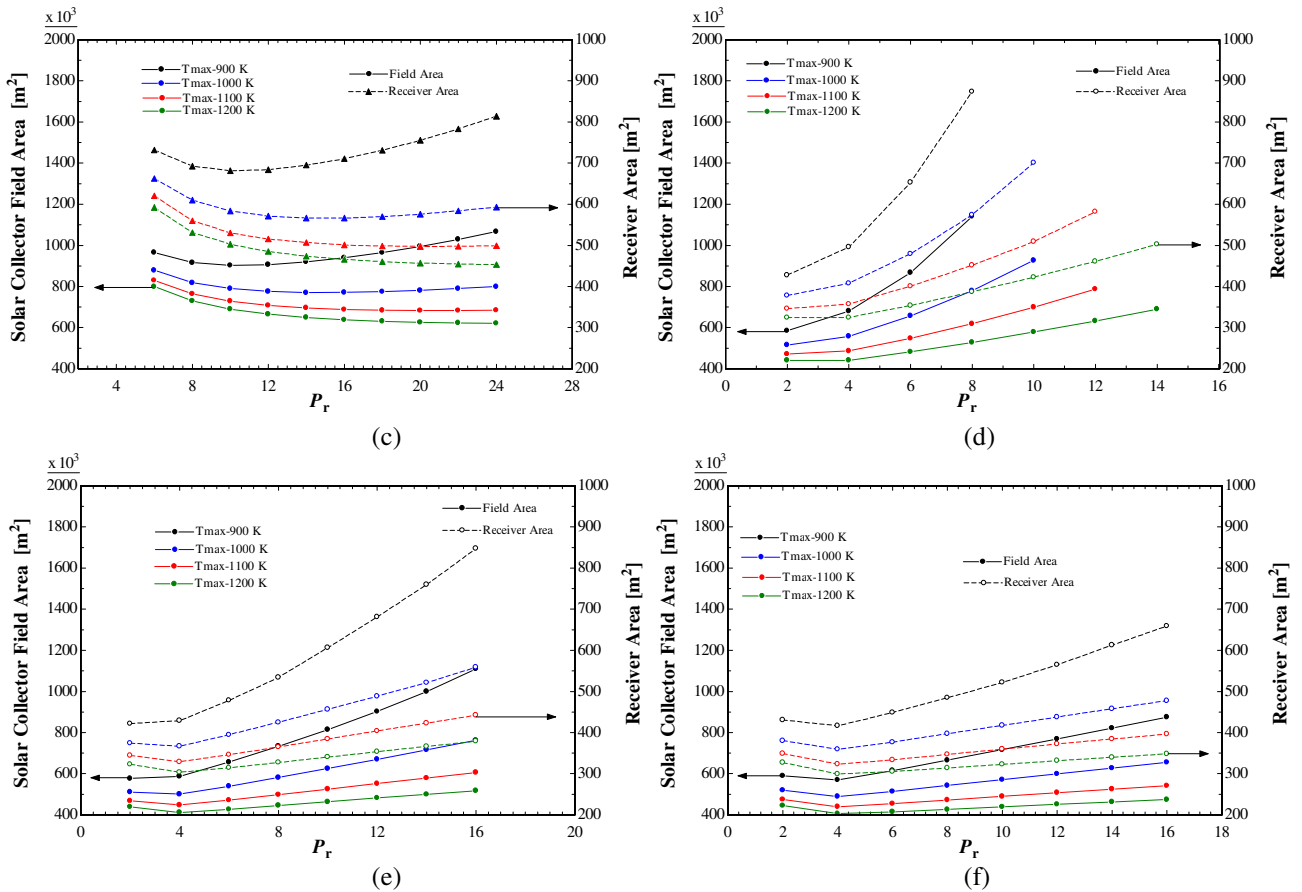 x 10³
2000
1800
1600
1400
1200
1000
800
600
400
Solar Collector Field Area [m²]
Tmax-900 K
Tmax-1000 K
Tmax-1100 K
Tmax-1200 K
Field Area
Receiver Area
1000
900
800
700
600
500
400
300
200
Receiver Area [m²]
4 8 12 16 20 24 28
Pr
(c)
x 10³
2000
1800
1600
1400
1200
1000
800
600
400
Solar Collector Field Area [m²]
Tmax-900 K
Tmax-1000 K
Tmax-1100 K
Tmax-1200 K
Field Area
Receiver Area
1000
900
800
700
600
500
400
300
200
Receiver Area [m²]
0 2 4 6 8 10 12 14 16
Pr
(d)
x 10³
2000
1800
1600
1400
1200
1000
800
600
400
Solar Collector Field Area [m²]
Tmax-900 K
Tmax-1000 K
Tmax-1100 K
Tmax-1200 K
Field Area
Receiver Area
1000
900
800
700
600
500
400
300
200
Receiver Area [m²]
0 4 8 12 16 20
Pr
(e)
x 10³
2000
1800
1600
1400
1200
1000
800
600
400
Solar Collector Field Area [m²]
Tmax-900 K
Tmax-1000 K
Tmax-1100 K
Tmax-1200 K
Field Area
Receiver Area
1000
900
800
700
600
500
400
300
200
Receiver Area [m²]
0 2 4 6 8 10 12 14 16 18
Pr
(f)